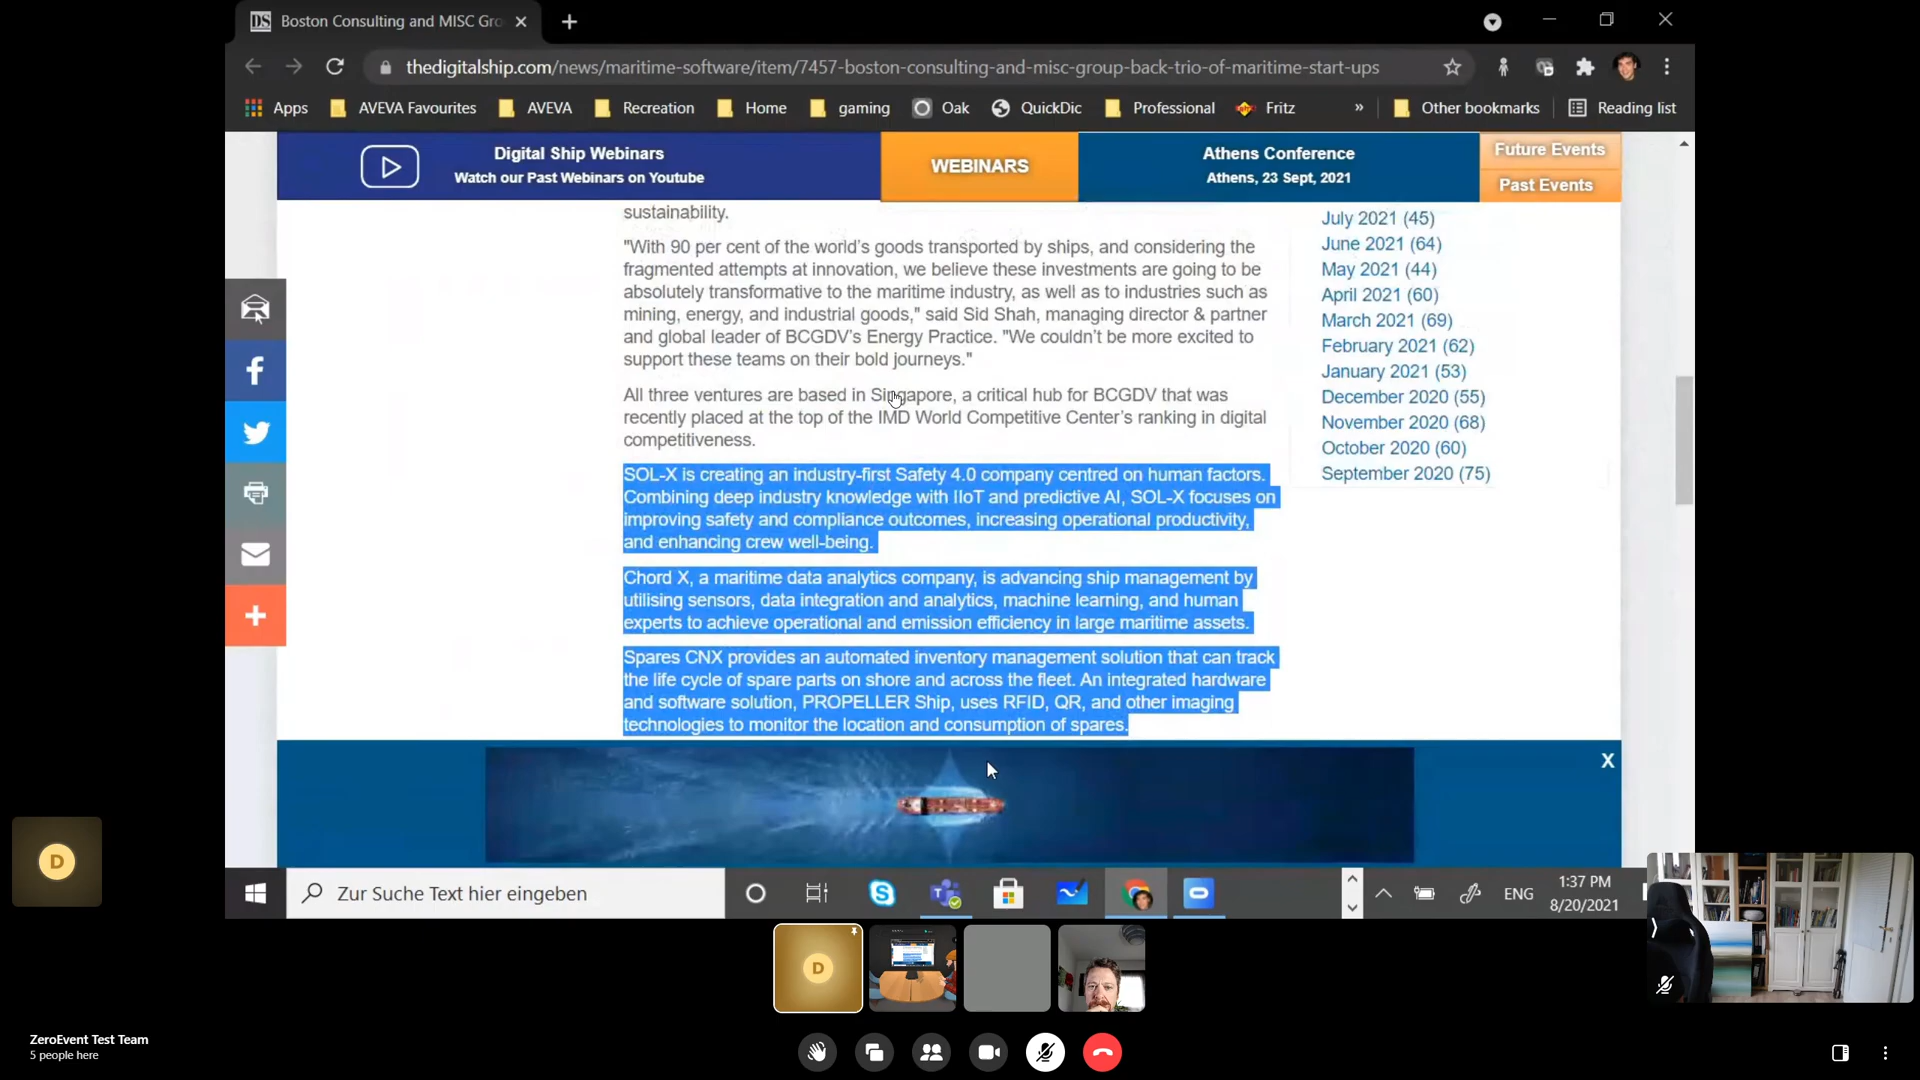 DS Boston Consulting and MISC Gro
thedigitalship.com/news/maritime-software/item/7457-boston-consulting-and-misc-group-back-trio-of-maritime-start-ups
Apps AVEVA Favourites AVEVA Recreation Home gaming Oak QuickDic Professional Fritz » Other bookmarks Reading list
Digital Ship Webinars
Watch our Past Webinars on Youtube
WEBINARS
Athens Conference
Athens, 23 Sept, 2021
Future Events
Past Events
sustainability.
"With 90 per cent of the world's goods transported by ships, and considering the
fragmented attempts at innovation, we believe these investments are going to be
absolutely transformative to the maritime industry, as well as to industries such as
mining, energy, and industrial goods," said Sid Shah, managing director & partner
and global leader of BCGDV's Energy Practice. "We couldn't be more excited to
support these teams on their bold journeys."
All three ventures are based in Singapore, a critical hub for BCGDV that was
recently placed at the top of the IMD World Competitive Center's ranking in digital
competitiveness.
SOL-X is creating an industry-first Safety 4.0 company centred on human factors.
Combining deep industry knowledge with IIoT and predictive AI, SOL-X focuses on
improving safety and compliance outcomes, increasing operational productivity,
and enhancing crew well-being.
Chord X, a maritime data analytics company, is advancing ship management by
utilising sensors, data integration and analytics, machine learning, and human
experts to achieve operational and emission efficiency in large maritime assets.
Spares CNX provides an automated inventory management solution that can track
the life cycle of spare parts on shore and across the fleet. An integrated hardware
and software solution, PROPELLER Ship, uses RFID, QR, and other imaging
technologies to monitor the location and consumption of spares.
July 2021 (45)
June 2021 (64)
May 2021 (44)
April 2021 (60)
March 2021 (69)
February 2021 (62)
January 2021 (53)
December 2020 (55)
November 2020 (68)
October 2020 (60)
September 2020 (75)
X
D
Zur Suche Text hier eingeben
ENG
1:37 PM
8/20/2021
D
ZeroEvent Test Team
5 people here